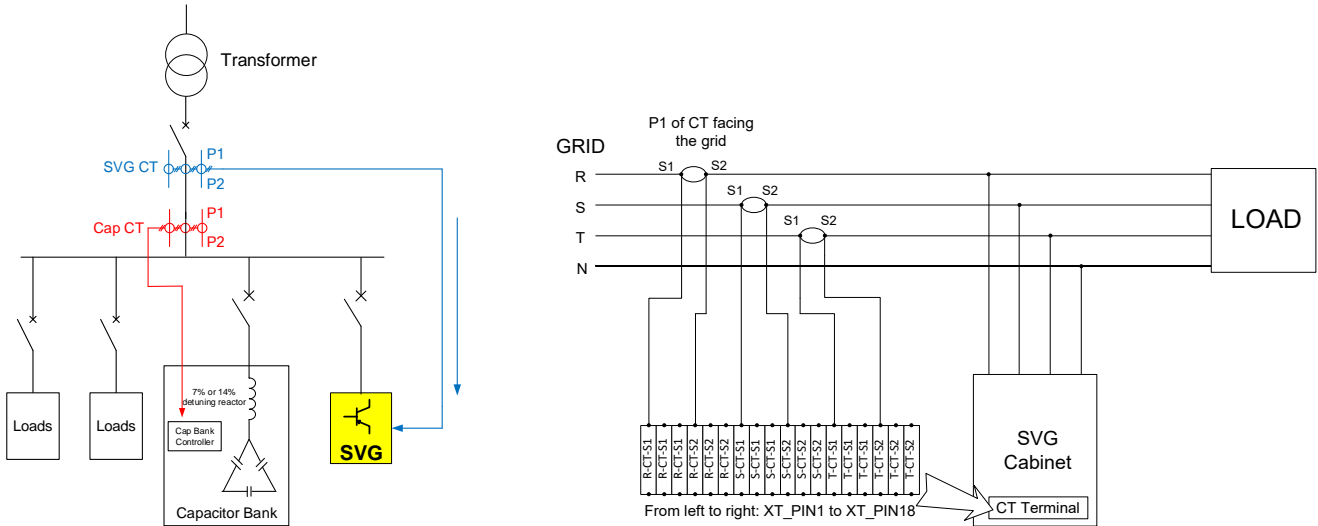 Transformer
SVG CT
P1
P2
Cap CT
P1
P2
Loads
Loads
7% or 14%
detuning reactor
Cap Bank
Controller
Capacitor Bank
SVG
P1 of CT facing
the grid
GRID
R
S
T
N
S1
S2
S1
S2
S1
S2
LOAD
R-CT-S1
R-CT-S1
R-CT-S1
R-CT-S2
R-CT-S2
R-CT-S2
S-CT-S1
S-CT-S1
S-CT-S1
S-CT-S2
S-CT-S2
S-CT-S2
T-CT-S1
T-CT-S1
T-CT-S1
T-CT-S2
T-CT-S2
T-CT-S2
From left to right: XT_PIN1 to XT_PIN18
SVG
Cabinet
CT Terminal